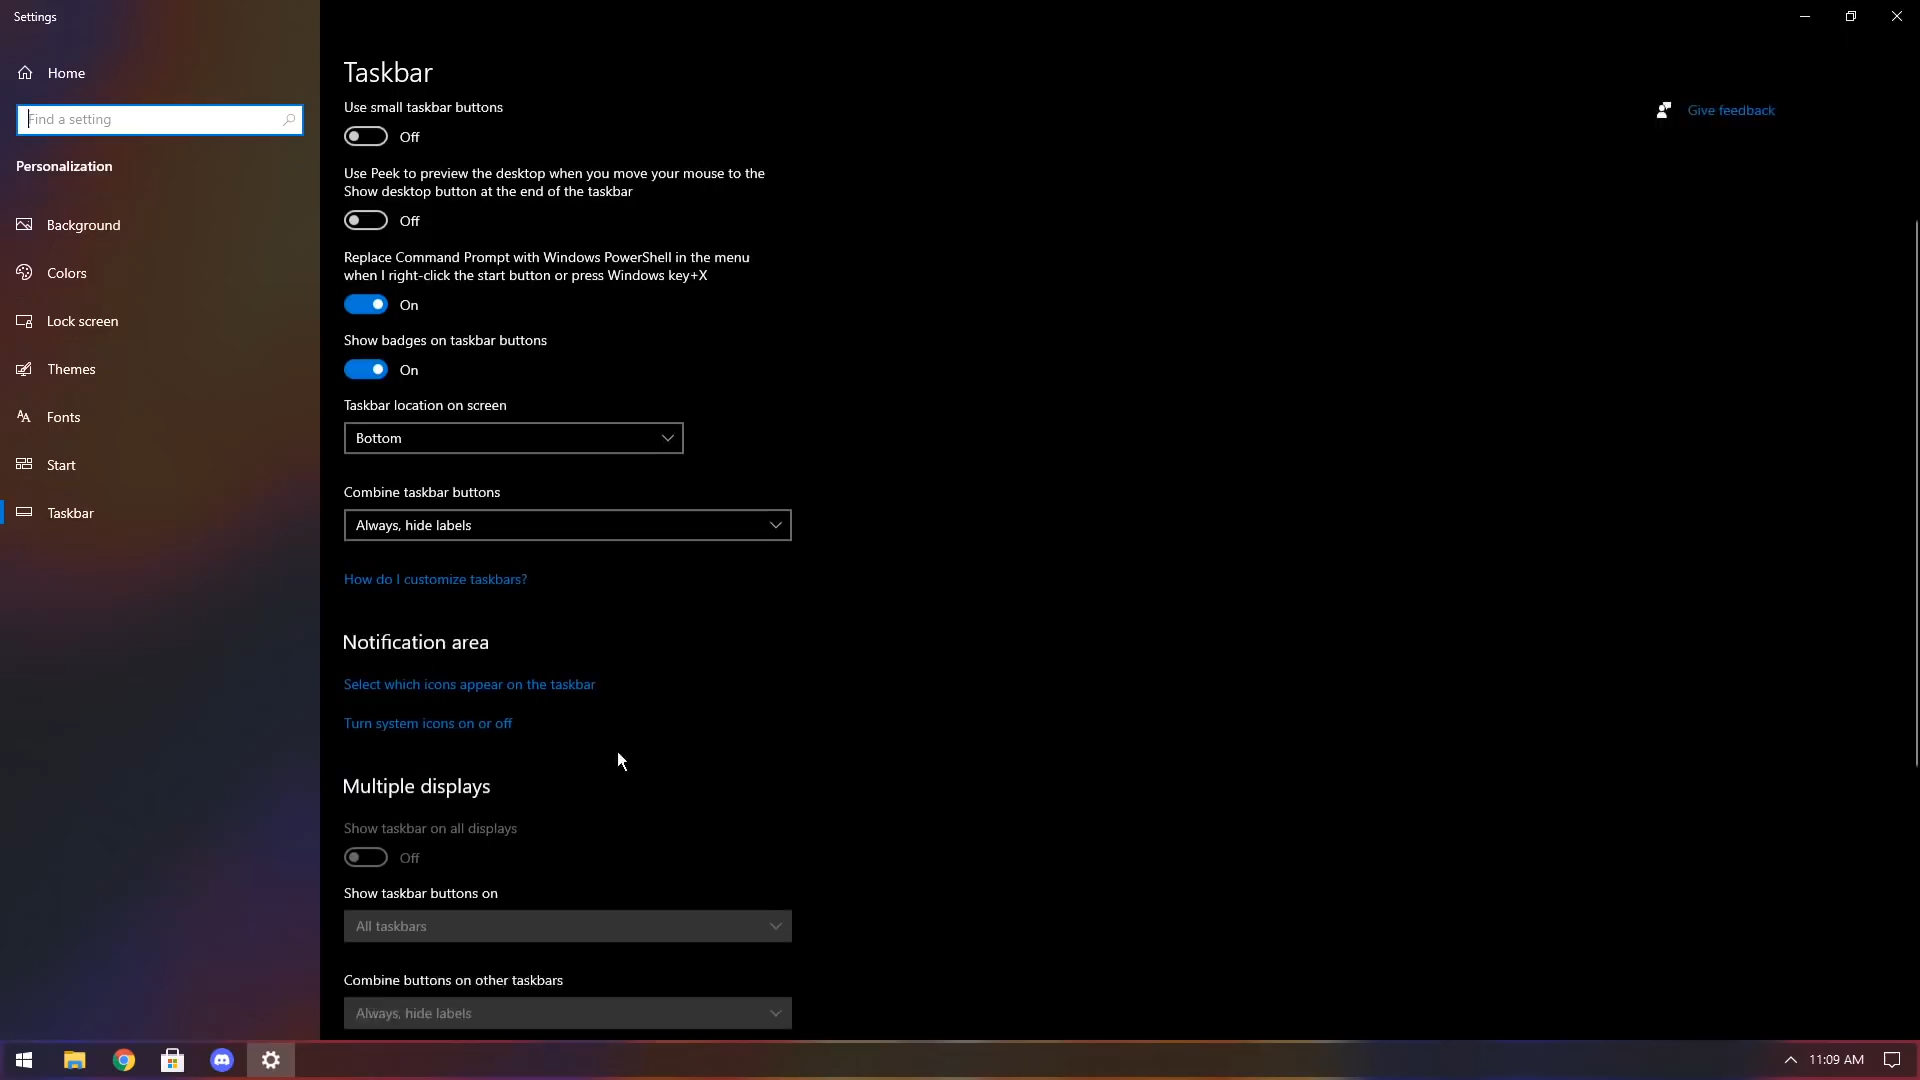 Settings
Home
Find a setting
Personalization
Background
Colors
Lock screen
Themes
Fonts
Start
Taskbar
Taskbar
Use small taskbar buttons
Off
Use Peek to preview the desktop when you move your mouse to the
Show desktop button at the end of the taskbar
Off
Replace Command Prompt with Windows PowerShell in the menu
when I right-click the start button or press Windows key+X
On
Show badges on taskbar buttons
On
Taskbar location on screen
Bottom
Combine taskbar buttons
Always, hide labels
How do I customize taskbars?
Notification area
Select which icons appear on the taskbar
Turn system icons on or off
Multiple displays
Show taskbar on all displays
Off
Show taskbar buttons on
All taskbars
Combine buttons on other taskbars
Always, hide labels
Give feedback
11:09 AM